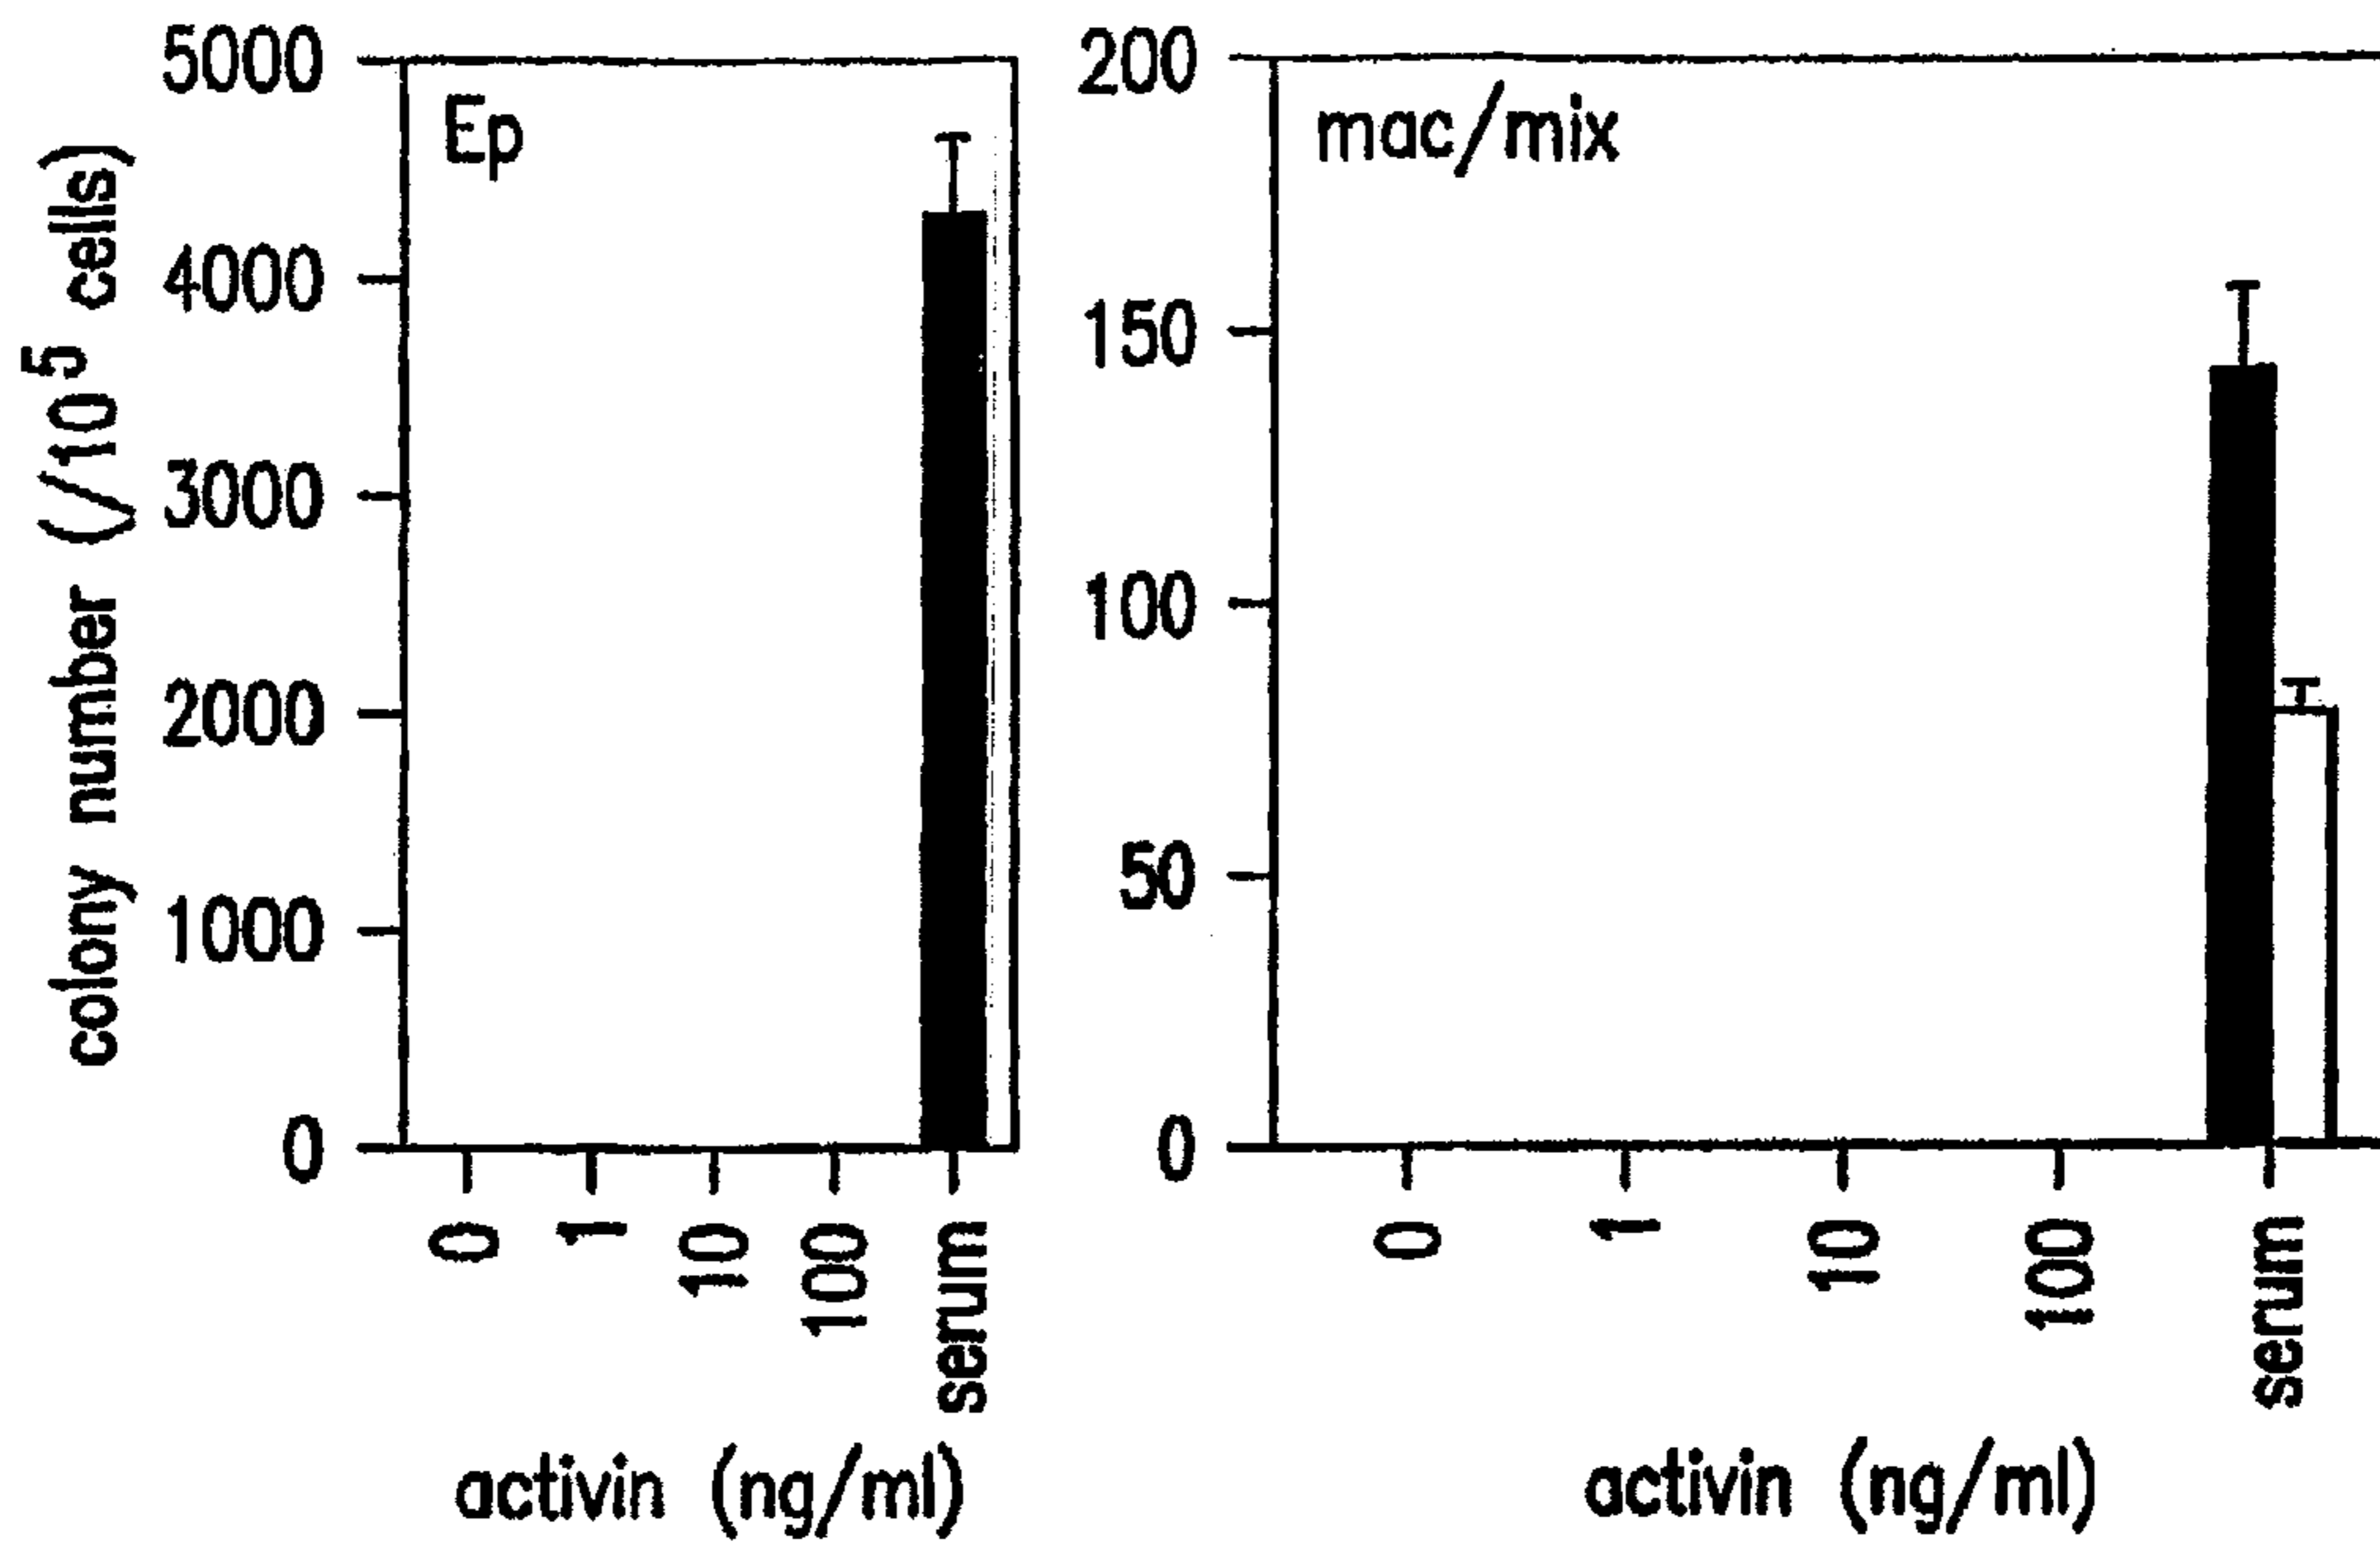 colony number (/10⁵ cells)
5000
4000
3000
2000
1000
0
Ep
0
1
10
100
serum
activin (ng/ml)
200
150
100
50
0
mac/mix
0
1
10
100
serum
activin (ng/ml)